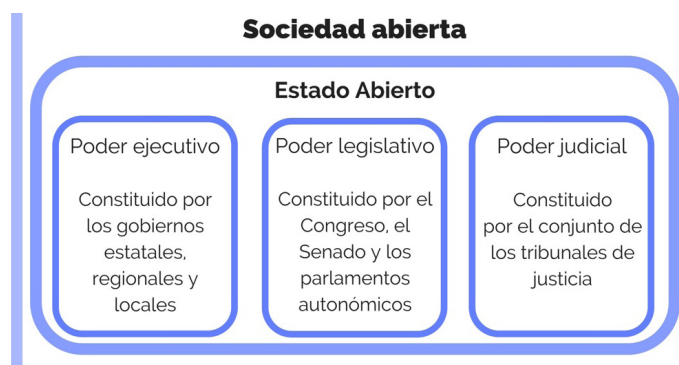 Sociedad abierta
Estado Abierto
Poder ejecutivo
Constituído por
los gobiernos
estatales,
regionales y
locales
Poder legislativo
Constituido por el
Congreso, el
Senado y los
parlamentos
autonómicos
Poder judicial
Constituido
por el conjunto de
los tribunales de
justicia